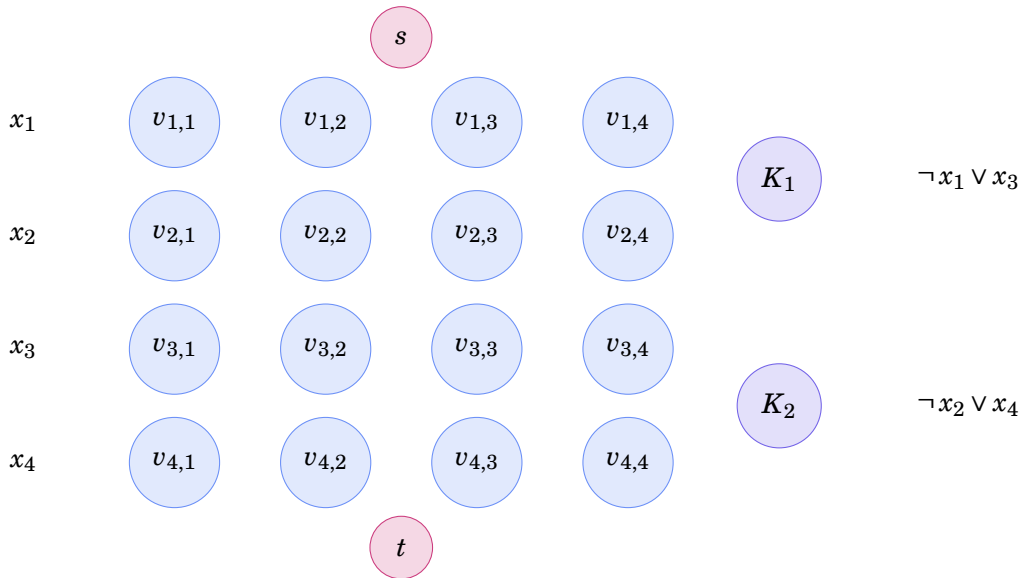 s
x₁ v₁,₁ v₁,₂ v₁,₃ v₁,₄
K₁ ¬x₁ ∨ x₃
x₂ v₂,₁ v₂,₂ v₂,₃ v₂,₄
x₃ v₃,₁ v₃,₂ v₃,₃ v₃,₄
K₂ ¬x₂ ∨ x₄
x₄ v₄,₁ v₄,₂ v₄,₃ v₄,₄
t